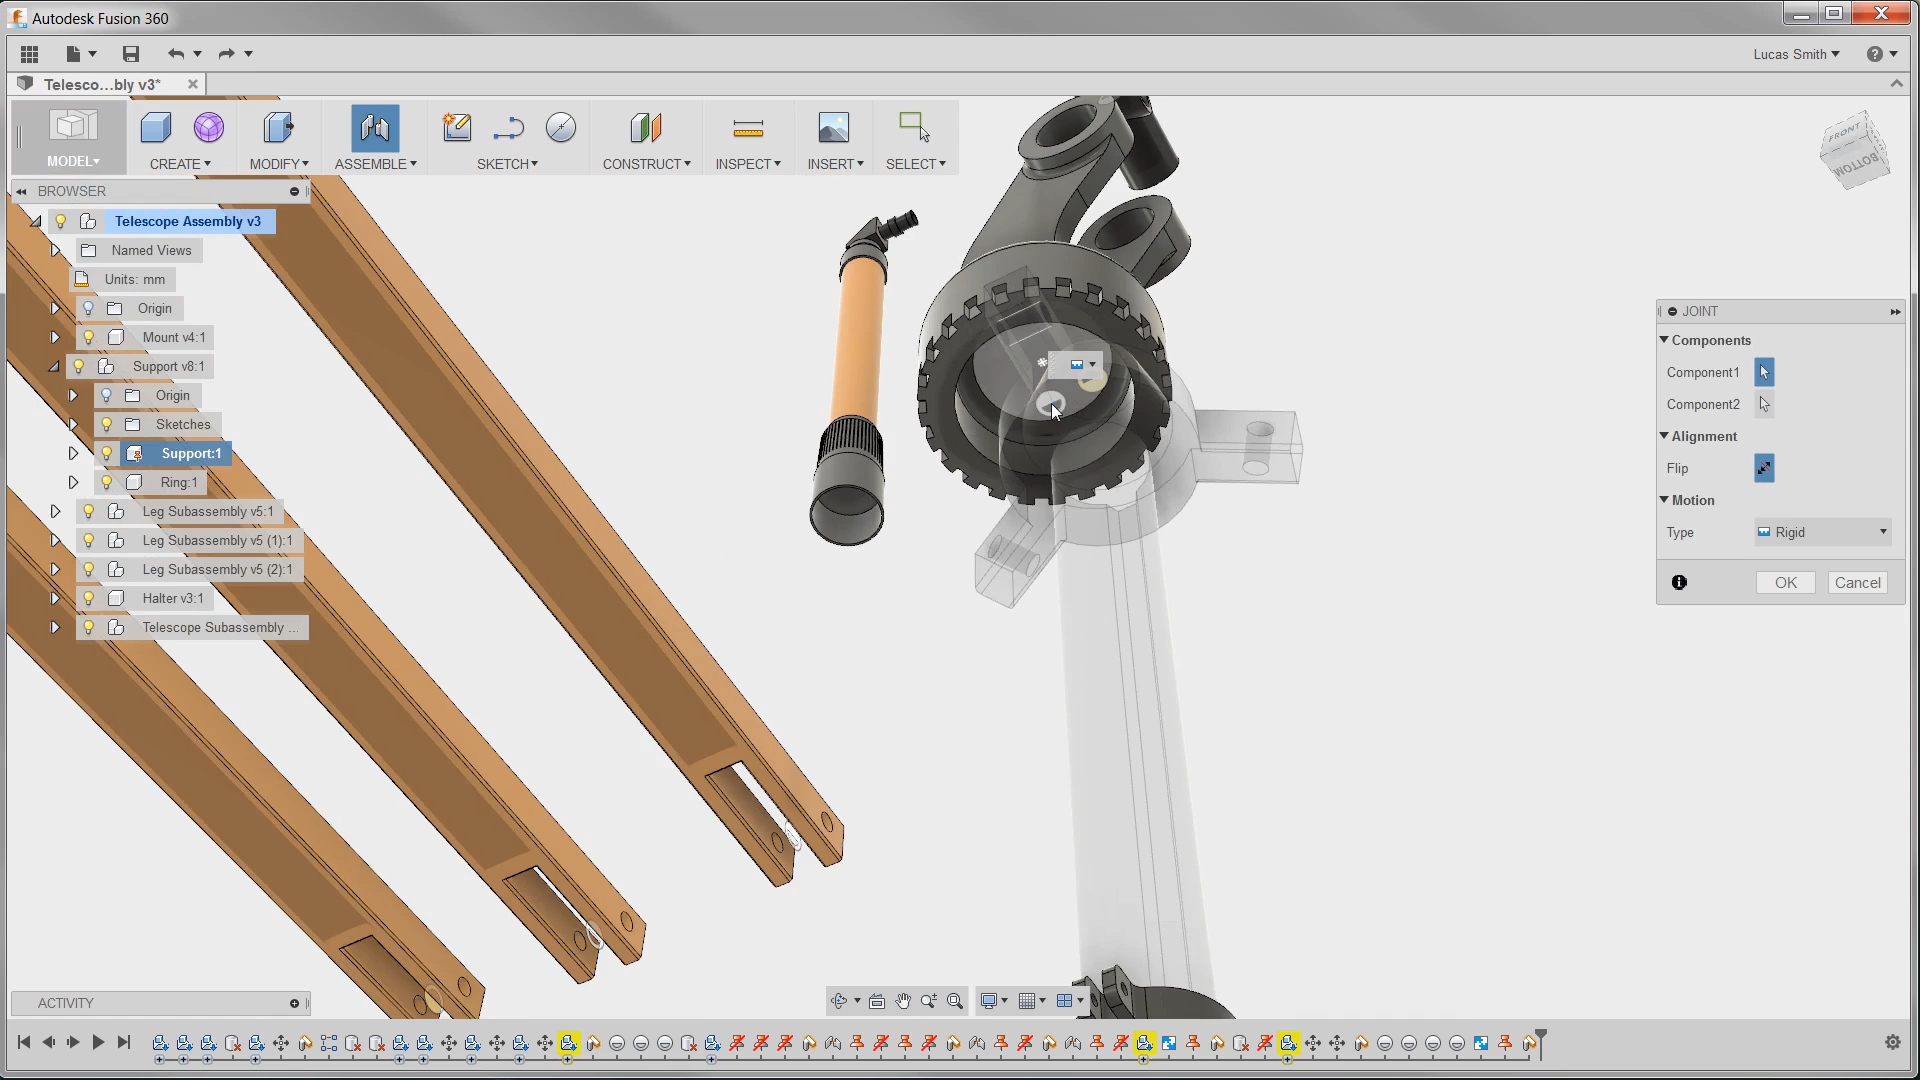 Autodesk Fusion 360
Lucas Smith
Telesco...bly v3*
MODEL
CREATE
MODIFY
ASSEMBLE
SKETCH
CONSTRUCT
INSPECT
INSERT
SELECT
FRONT
BOTTOM
BROWSER
Telescope Assembly v3
Named Views
Units: mm
Origin
Mount v4:1
Support v8:1
Origin
Sketches
Support:1
Ring:1
Leg Subassembly v5:1
Leg Subassembly v5 (1):1
Leg Subassembly v5 (2):1
Halter v3:1
Telescope Subassembly ...
JOINT
Components
Component1
Component2
Alignment
Flip
Motion
Type Rigid
OK Cancel
ACTIVITY